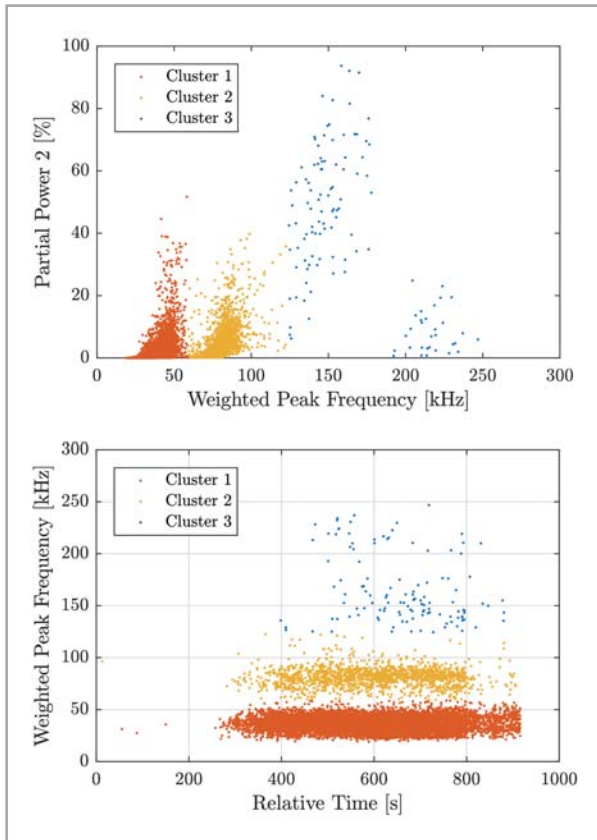 100
80
60
40
20
0
Partial Power 2 [%]
Cluster 1
Cluster 2
Cluster 3
0 50 100 150 200 250 300
Weighted Peak Frequency [kHz]
300
250
200
150
100
50
0
Weighted Peak Frequency [kHz]
Cluster 1
Cluster 2
Cluster 3
0 200 400 600 800 1000
Relative Time [s]